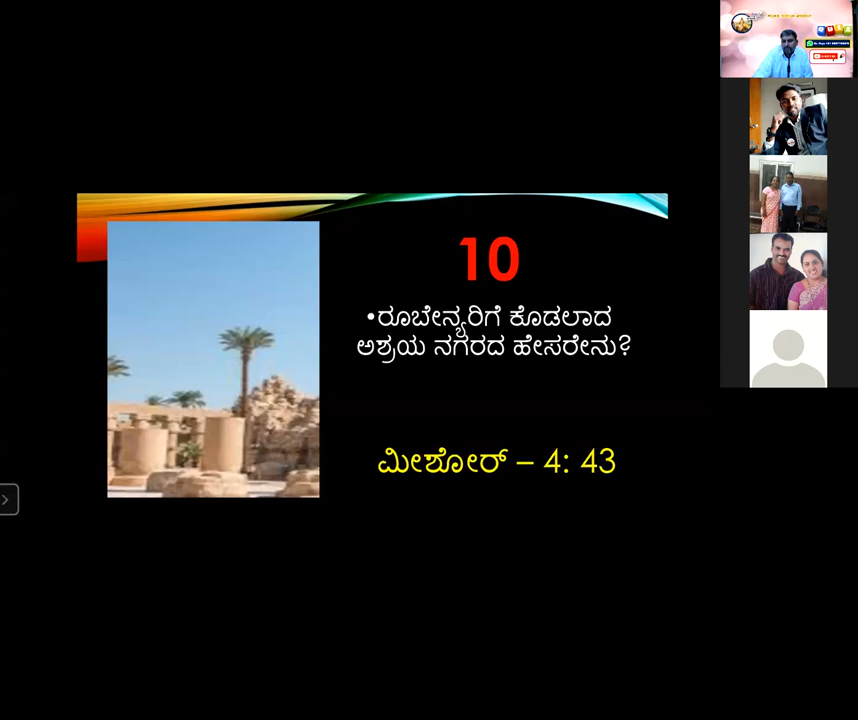 10
•ರೂಬೇನ್ಯರಿಗೆ ಕೊಡಲಾದ
ಅಶ್ರಯ ನಗರದ ಹೇಸರೇನು?
ಮೀಶೋರ್ – 4: 43